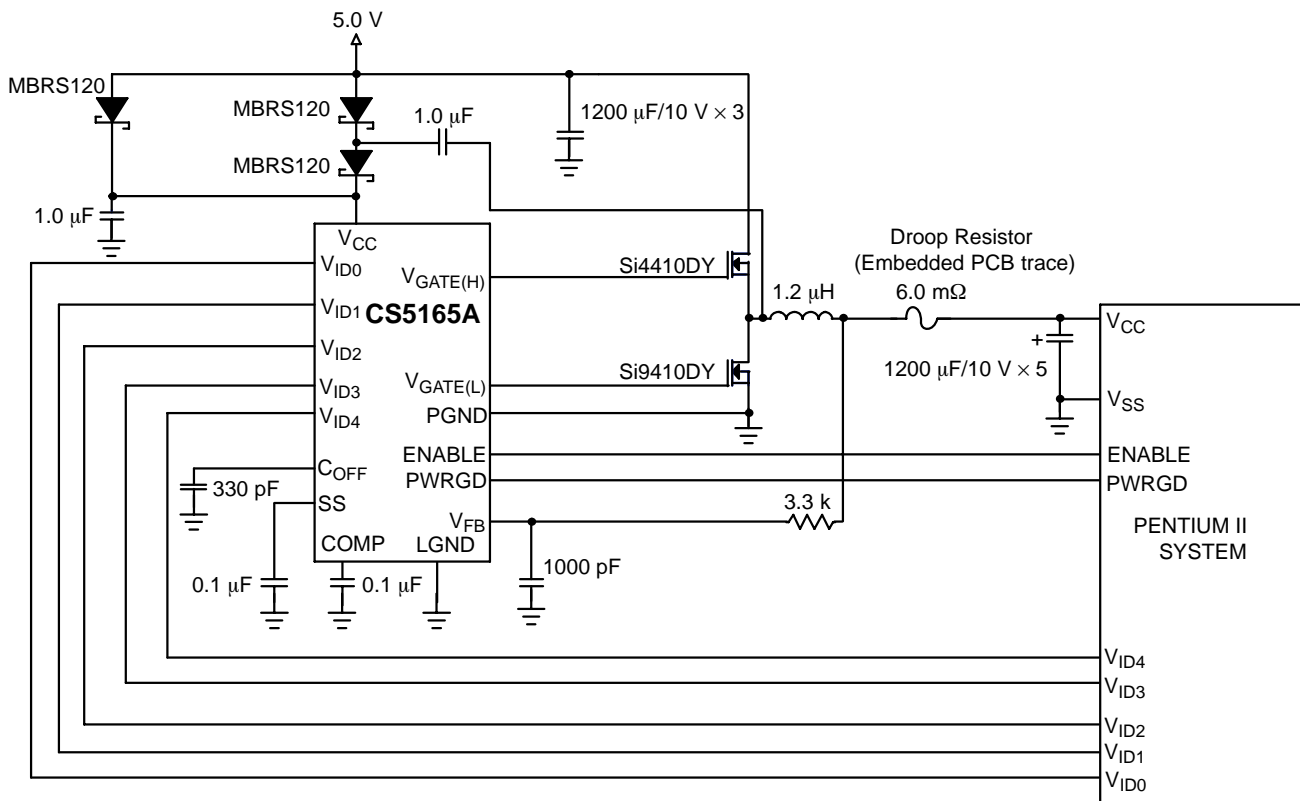 5.0 V
MBRS120
MBRS120
1.0 μF
1200 μF/10 V × 3
MBRS120
1.0 μF
VCC
VID0
VGATE(H)
Si4410DY
Droop Resistor
(Embedded PCB trace)
1.2 μH
6.0 mΩ
VID1
CS5165A
VCC
VID2
+
1200 μF/10 V × 5
VID3
VGATE(L)
Si9410DY
VID4
PGND
VSS
ENABLE
ENABLE
COFF
PWRGD
PWRGD
330 pF
SS
3.3 k
VFB
PENTIUM II
SYSTEM
COMP
LGND
0.1 μF
0.1 μF
1000 pF
VID4
VID3
VID2
VID1
VID0